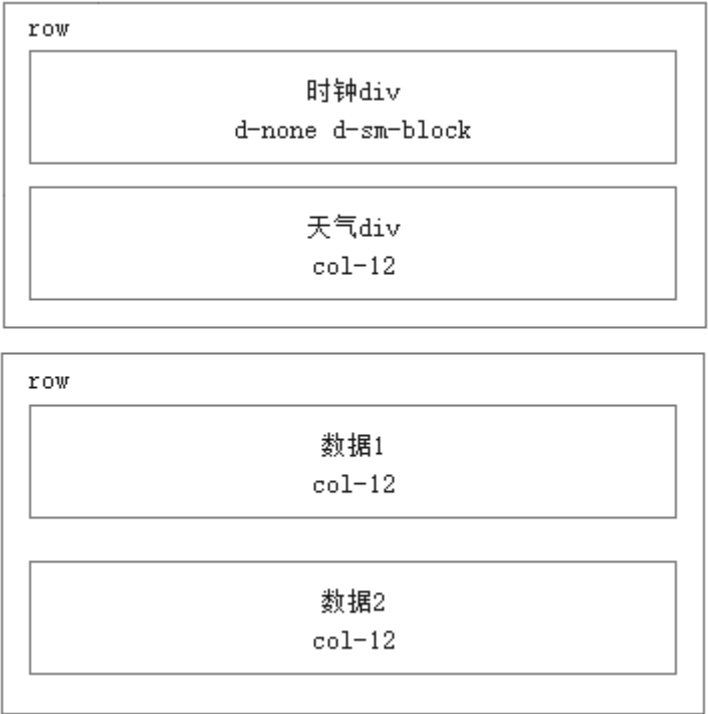 row
时钟div
d-none d-sm-block
天气div
col-12
row
数据1
col-12
数据2
col-12